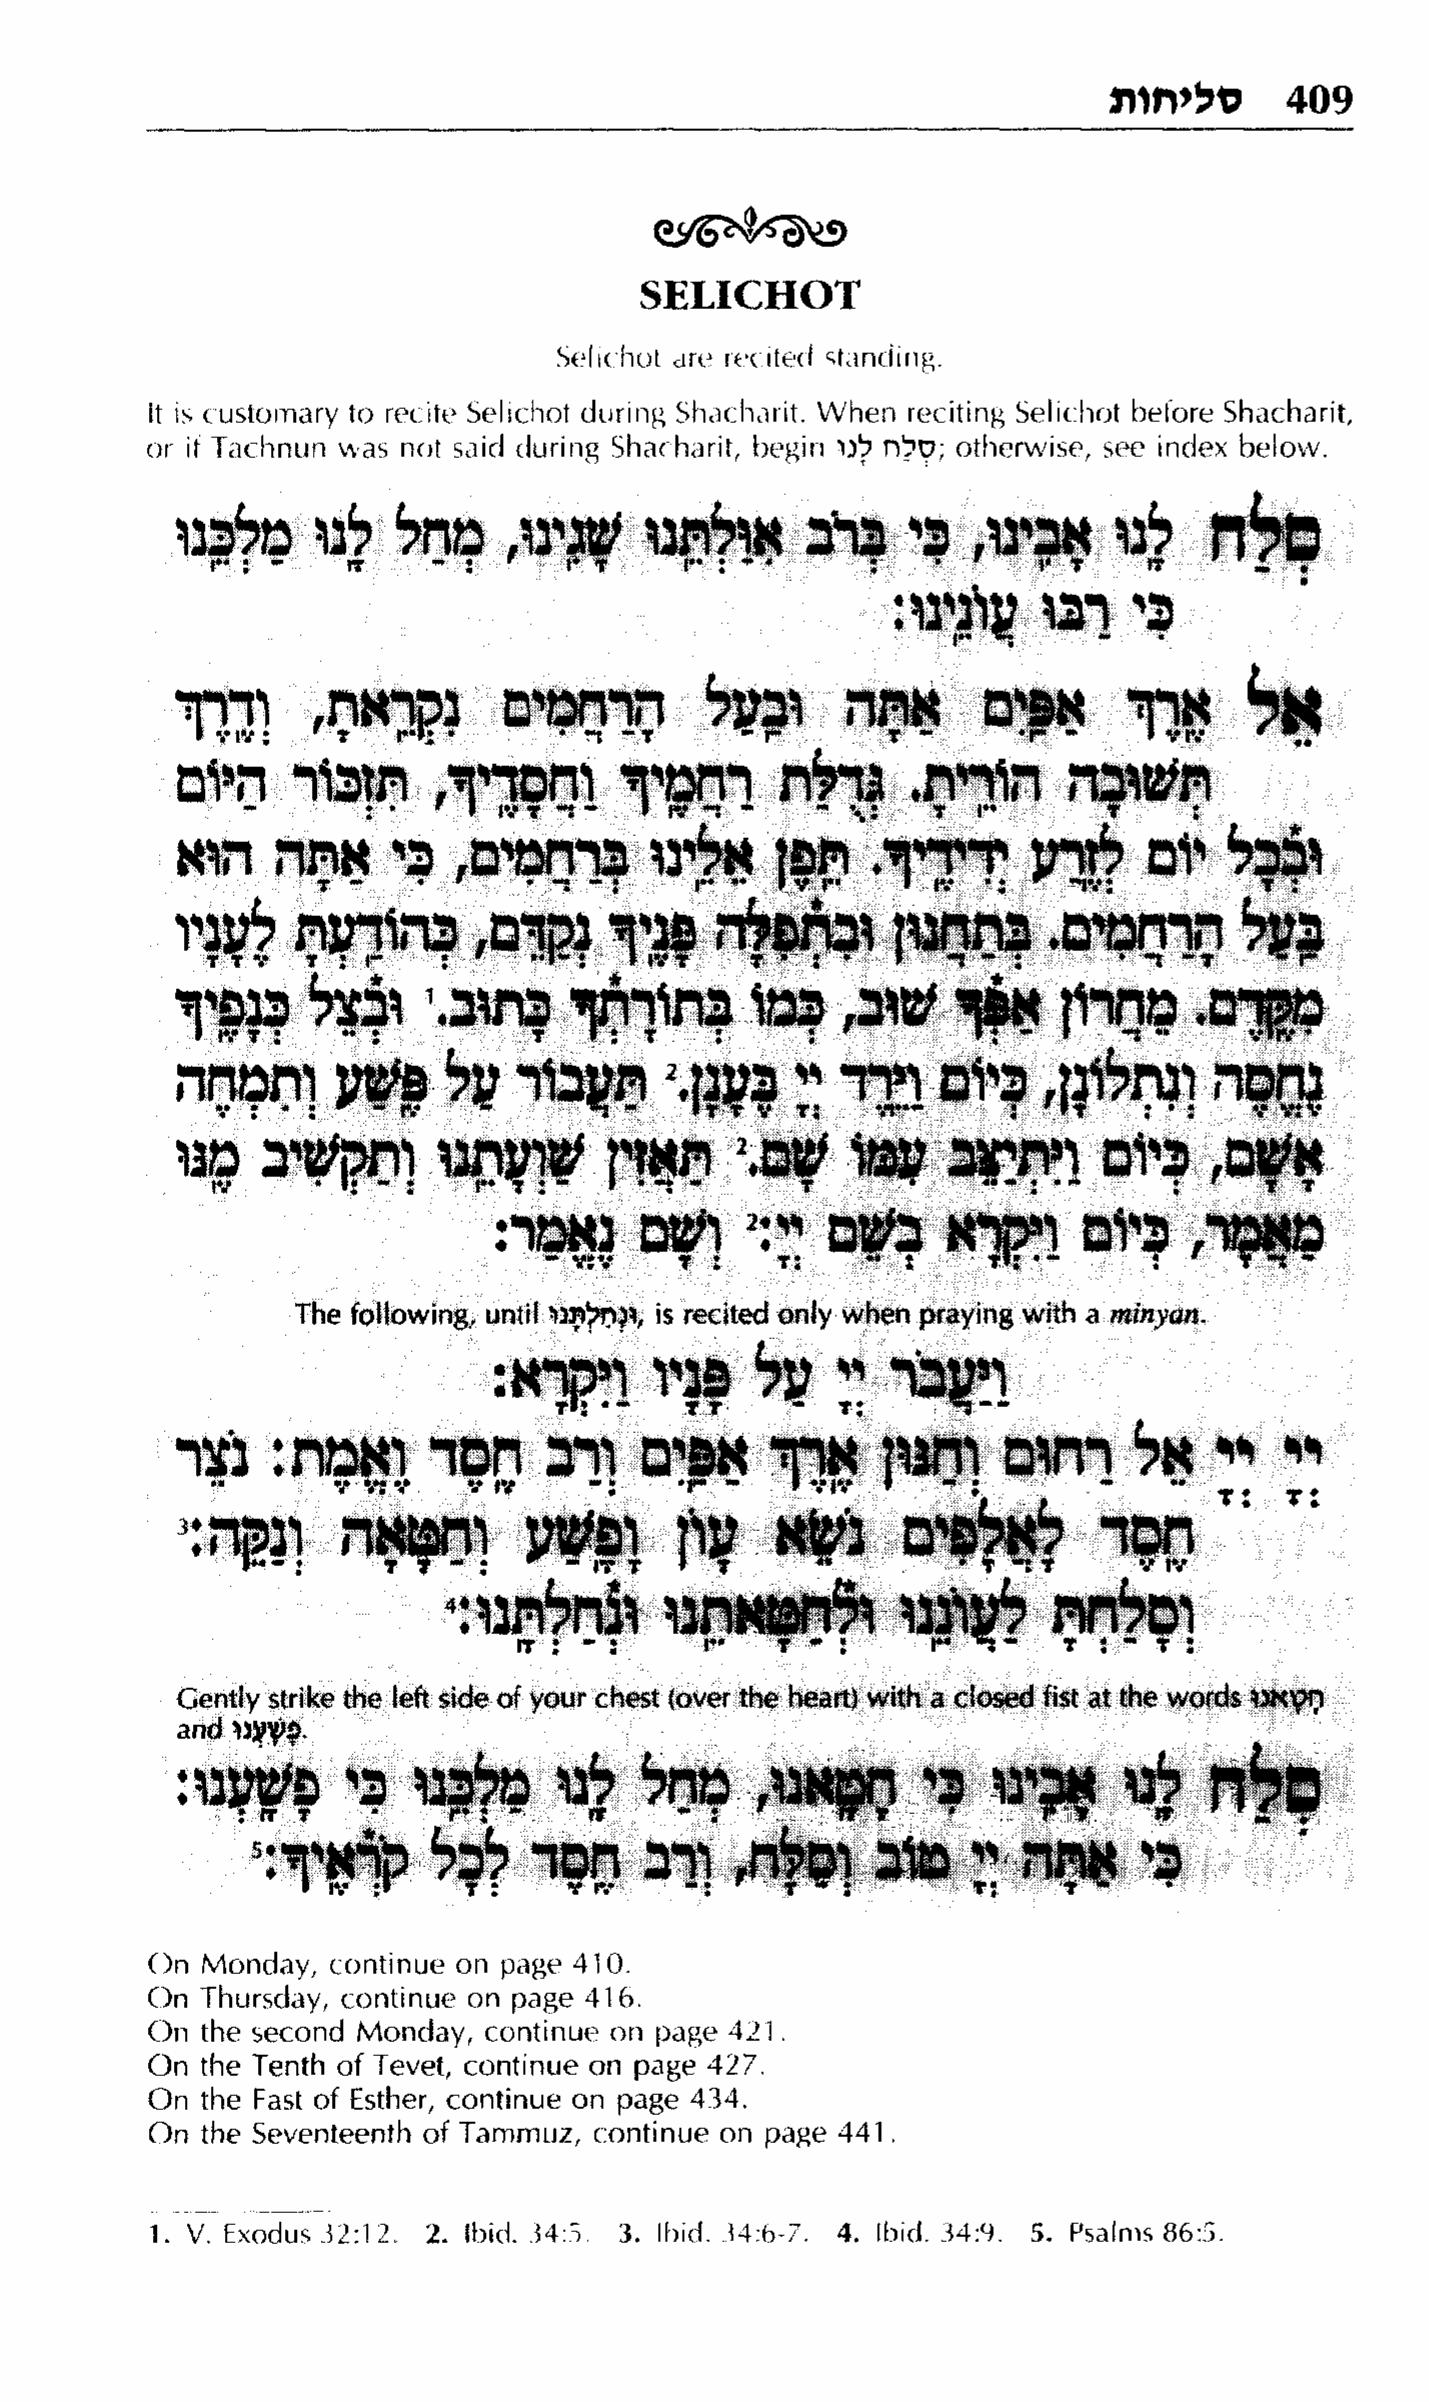 סליחות 409
SELICHOT
Selichot are recited standing.
It is customary to recite Selichot during Shacharit. When reciting Selichot before Shacharit,
or if Tachnun was not said during Shacharit, begin סְלַח לָנוּ; otherwise, see index below.
סְלַח לָנוּ אָבִינוּ, כִּי בְּרֹב אִוַּלְתֵּנוּ שָׁגִינוּ, מְחַל לָנוּ מַלְכֵּנוּ
כִּי רַבּוּ עֲוֹנֵינוּ:
אֵל אֶרֶךְ אַפַּיִם אַתָּה וּבַעַל הָרַחֲמִים נִקְרֵאתָ, וְדֶרֶךְ
תְּשׁוּבָה הוֹרֵיתָ. גְּדֻלַּת רַחֲמֶיךָ וַחֲסָדֶיךָ, תִּזְכּוֹר הַיּוֹם
וּבְכָל יוֹם לְזֶרַע יְדִידֶיךָ. תֵּפֶן אֵלֵינוּ בְּרַחֲמִים, כִּי אַתָּה הוּא
בַּעַל הָרַחֲמִים. בְּתַחֲנוּן וּבִתְפִלָּה פָּנֶיךָ נְקַדֵּם, כְּהוֹדַעְתָּ לֶעָנָיו
מִקֶּדֶם. מֵחֲרוֹן אַפְּךָ שׁוּב, כְּמוֹ בְּתוֹרָתְךָ כָּתוּב.¹ וּבְצֵל כְּנָפֶיךָ
נֶחֱסֶה וְנִתְלוֹנָן, כְּיוֹם וַיֵּרֶד יְיָ בֶּעָנָן.² תַּעֲבוֹר עַל פֶּשַׁע וְתִמְחֶה
אָשָׁם, כְּיוֹם וַיִּתְיַצֵּב עִמּוֹ שָׁם.² תַּאֲזִין שַׁוְעָתֵנוּ וְתַקְשִׁיב מֶנּוּ
מַאֲמָר, כְּיוֹם וַיִּקְרָא בְשֵׁם יְיָ:² וְשָׁם נֶאֱמַר:
The following, until וּנְחַלְתָּנוּ, is recited only when praying with a minyan.
וַיַּעֲבֹר יְיָ עַל פָּנָיו וַיִּקְרָא:
יְיָ יְיָ אֵל רַחוּם וְחַנּוּן אֶרֶךְ אַפַּיִם וְרַב חֶסֶד וֶאֱמֶת: נֹצֵר
חֶסֶד לָאֲלָפִים נֹשֵׂא עָוֹן וָפֶשַׁע וְחַטָּאָה וְנַקֵּה:³
וְסָלַחְתָּ לַעֲוֹנֵנוּ וּלְחַטָּאתֵנוּ וּנְחַלְתָּנוּ:⁴
Gently strike the left side of your chest (over the heart) with a closed fist at the words חָטָאנוּ
and פָשָׁעְנוּ.
סְלַח לָנוּ אָבִינוּ כִּי חָטָאנוּ, מְחַל לָנוּ מַלְכֵּנוּ כִּי פָשָׁעְנוּ:
כִּי אַתָּה יְיָ טוֹב וְסַלָּח, וְרַב חֶסֶד לְכָל קֹרְאֶיךָ:⁵
On Monday, continue on page 410.
On Thursday, continue on page 416.
On the second Monday, continue on page 421.
On the Tenth of Tevet, continue on page 427.
On the Fast of Esther, continue on page 434.
On the Seventeenth of Tammuz, continue on page 441.
1. V. Exodus 32:12. 2. Ibid. 34:5. 3. Ibid. 34:6-7. 4. Ibid. 34:9. 5. Psalms 86:5.